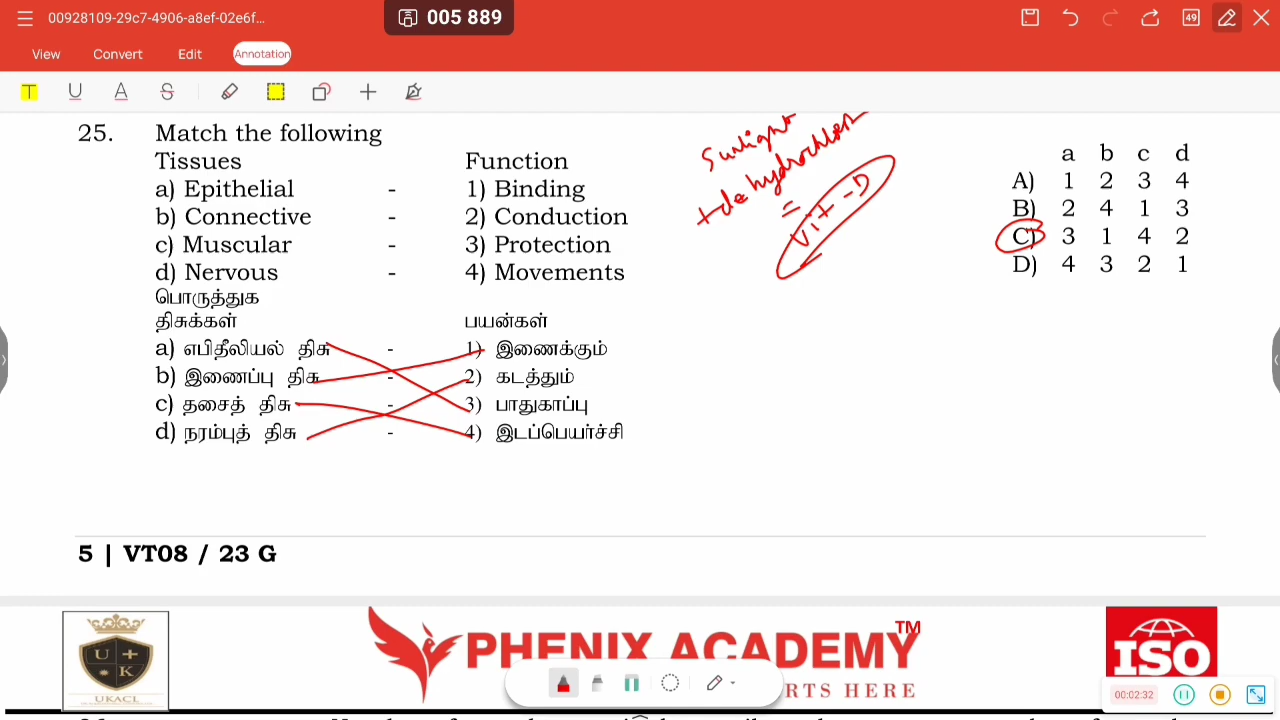 00928109-29c7-4906-a8ef-02e6f...
005 889
49
View Convert Edit Annotation
T U A S
25. Match the following
Tissues Function
a) Epithelial - 1) Binding
b) Connective - 2) Conduction
c) Muscular - 3) Protection
d) Nervous - 4) Movements
a b c d
A) 1 2 3 4
B) 2 4 1 3
C) 3 1 4 2
D) 4 3 2 1
Sunlight
=
Vit-D
பொருத்துக
திசுக்கள் பயன்கள்
a) எபிதீலியல் திசு - 1) இணைக்கும்
b) இணைப்பு திசு - 2) கடத்தும்
c) தசைத் திசு - 3) பாதுகாப்பு
d) நரம்புத் திசு - 4) இடப்பெயர்ச்சி
5 | VT08 / 23 G
U K
UKACL
PHENIX ACADEMY TM
RTS HERE
ISO
00:02:32